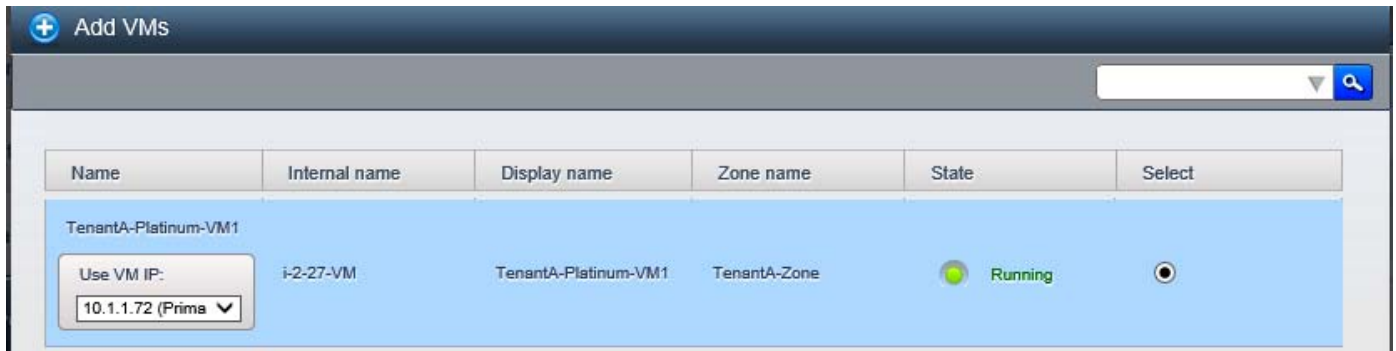 Add VMs
Name Internal name Display name Zone name State Select
TenantA-Platinum-VM1
Use VM IP:
i-2-27-VM TenantA-Platinum-VM1 TenantA-Zone Running
10.1.1.72 (Prima